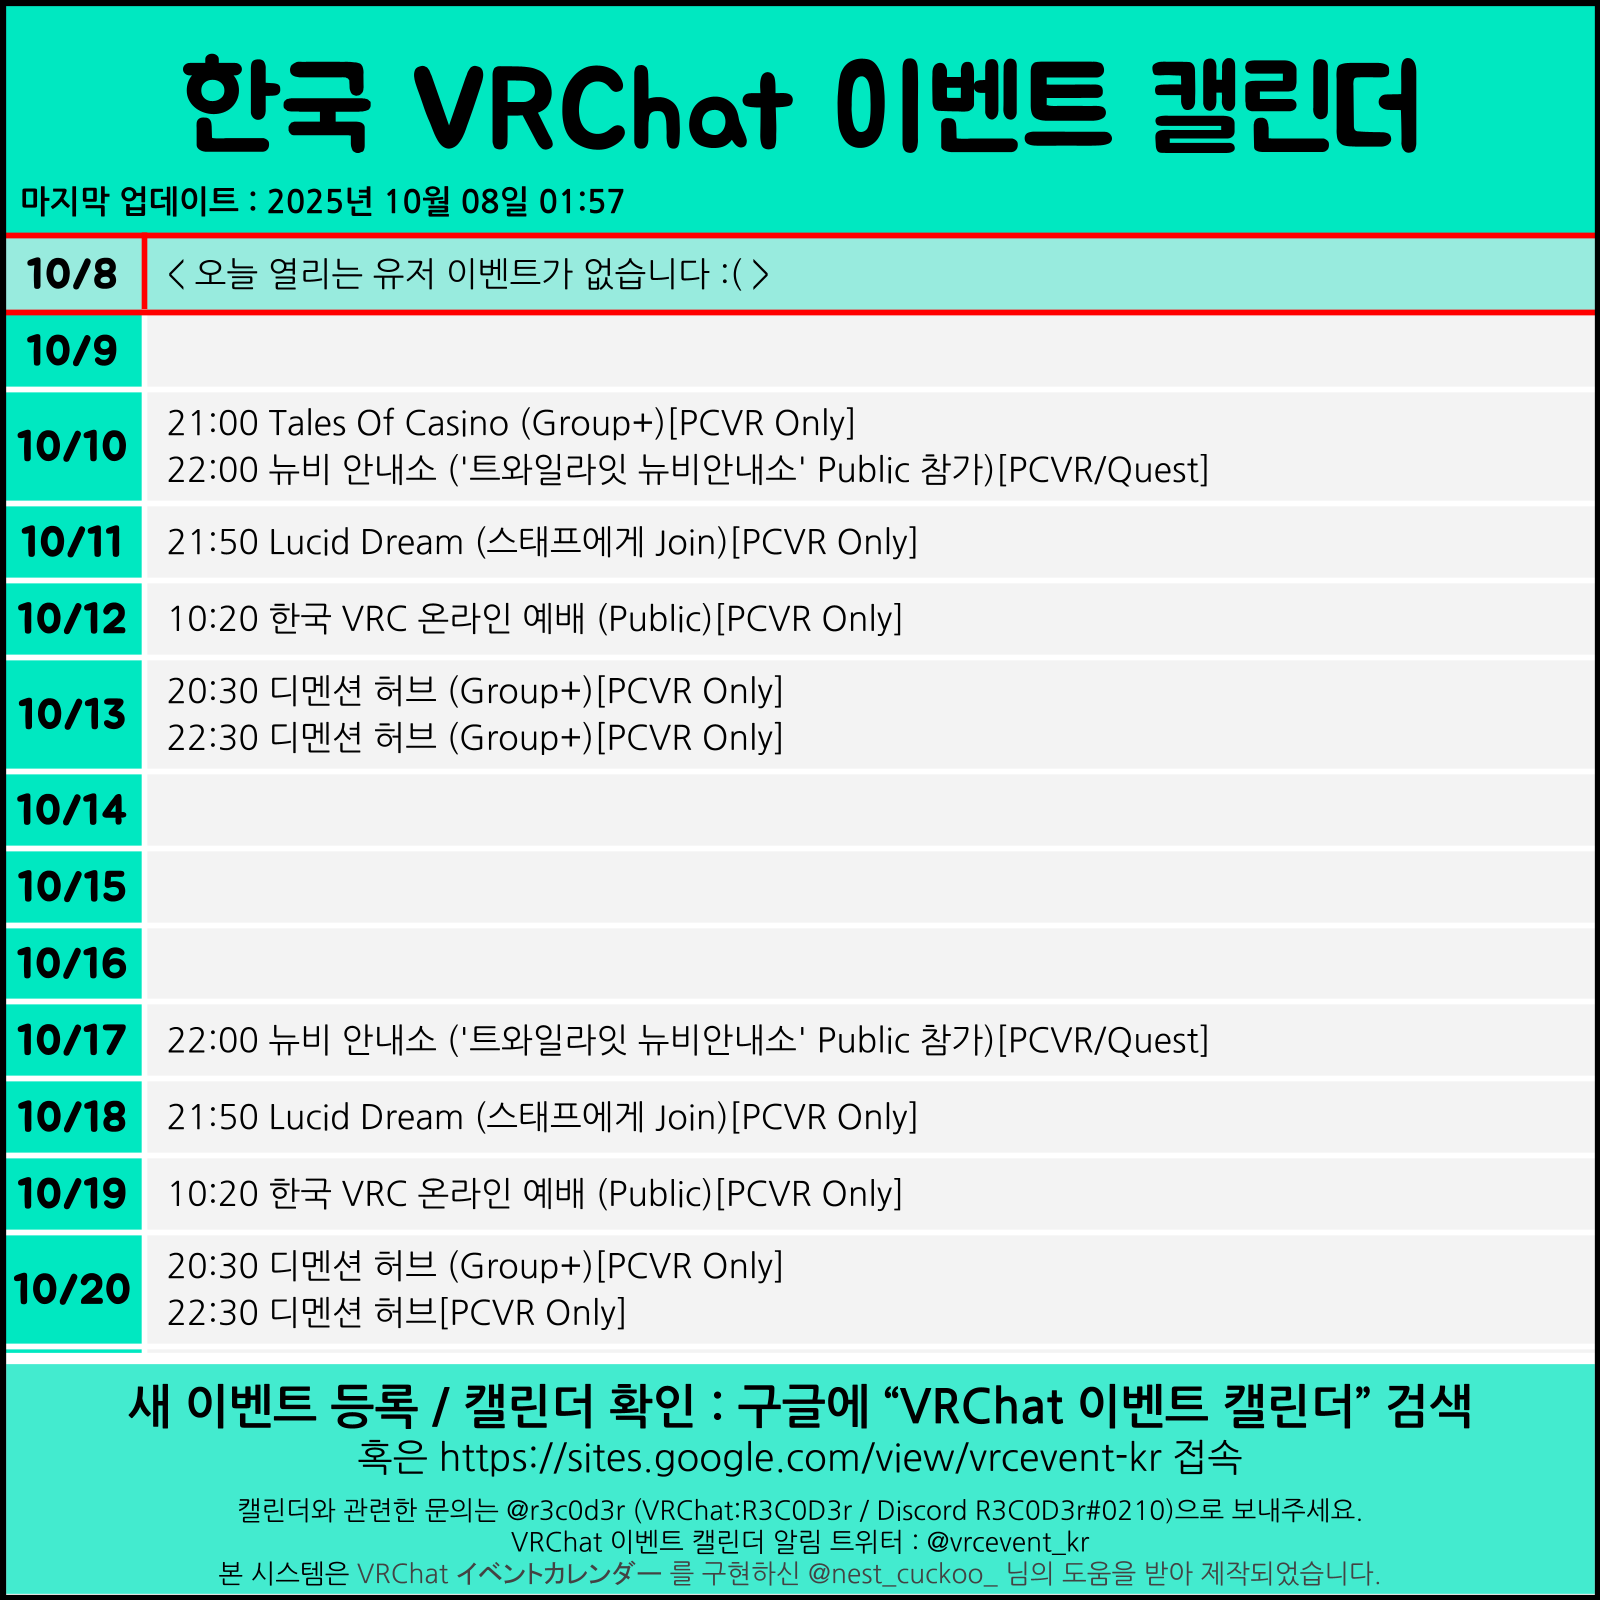 한국 VRChat 이벤트 캘린더
마지막 업데이트 : 2025년 10월 08일 01:57
10/8 < 오늘 열리는 유저 이벤트가 없습니다 :( >
10/9
10/10
21:00 Tales Of Casino (Group+)[PCVR Only]
22:00 뉴비 안내소 ('트와일라잇 뉴비안내소' Public 참가)[PCVR/Quest]
10/11 21:50 Lucid Dream (스태프에게 Join)[PCVR Only]
10/12 10:20 한국 VRC 온라인 예배 (Public)[PCVR Only]
10/13
20:30 디멘션 허브 (Group+)[PCVR Only]
22:30 디멘션 허브 (Group+)[PCVR Only]
10/14
10/15
10/16
10/17 22:00 뉴비 안내소 ('트와일라잇 뉴비안내소' Public 참가)[PCVR/Quest]
10/18 21:50 Lucid Dream (스태프에게 Join)[PCVR Only]
10/19 10:20 한국 VRC 온라인 예배 (Public)[PCVR Only]
10/20
20:30 디멘션 허브 (Group+)[PCVR Only]
22:30 디멘션 허브[PCVR Only]
새 이벤트 등록 / 캘린더 확인 : 구글에 “VRChat 이벤트 캘린더” 검색
혹은 https://sites.google.com/view/vrcevent-kr 접속
캘린더와 관련한 문의는 @r3c0d3r (VRChat:R3C0D3r / Discord R3C0D3r#0210)으로 보내주세요.
VRChat 이벤트 캘린더 알림 트위터 : @vrcevent_kr
본 시스템은 VRChat イベントカレンダー 를 구현하신 @nest_cuckoo_ 님의 도움을 받아 제작되었습니다.